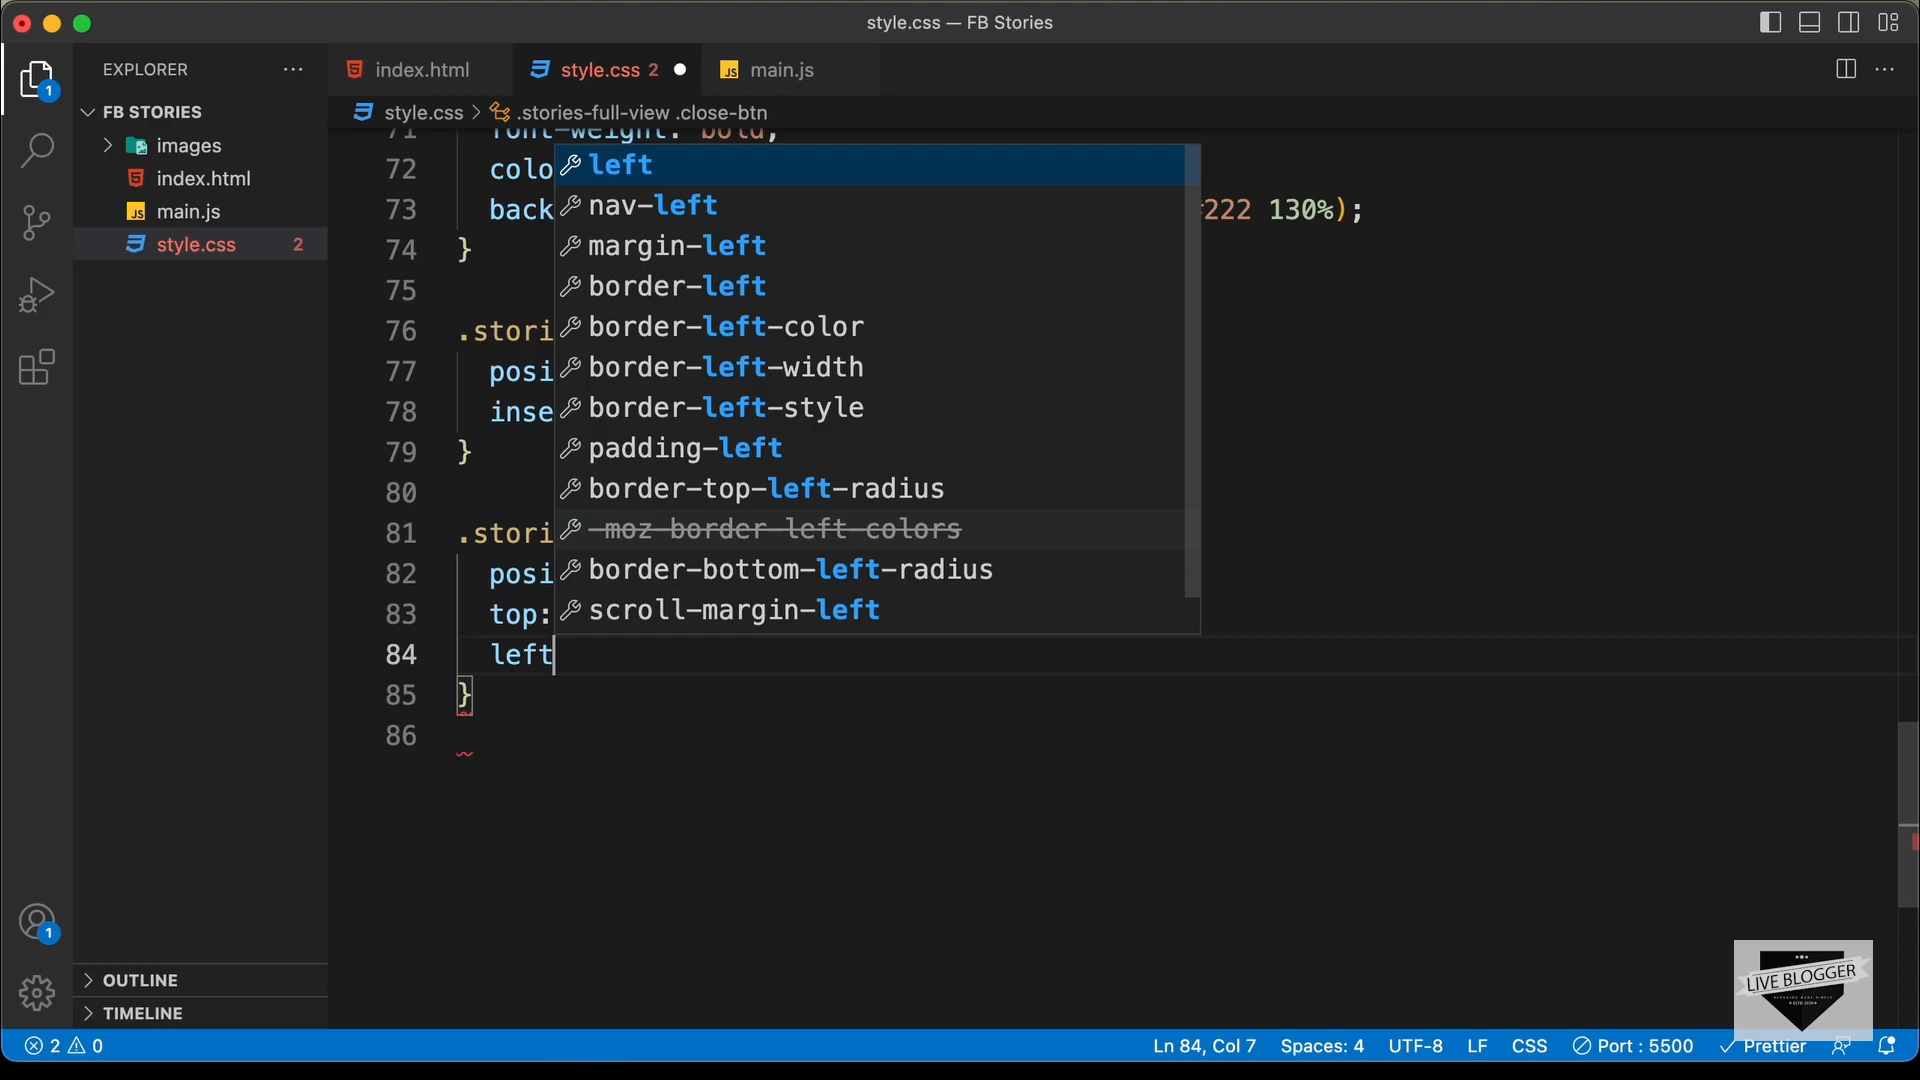 style.css — FB Stories
EXPLORER
index.html
style.css 2
main.js
1
FB STORIES
style.css > .stories-full-view .close-btn
images
index.html
main.js
style.css 2
71 font-weight: bold;
72 colo
73 back 222 130%);
74 }
75
76 .stori
77 posi
78 inse
79 }
80
81 .stori
82 posi
83 top:
84 left
85 }
86
left
nav-left
margin-left
border-left
border-left-color
border-left-width
border-left-style
padding-left
border-top-left-radius
-moz-border-left-colors
border-bottom-left-radius
scroll-margin-left
1
OUTLINE
TIMELINE
LIVE BLOGGER
2 0
Ln 84, Col 7
Spaces: 4
UTF-8
LF
CSS
Port : 5500
Prettier